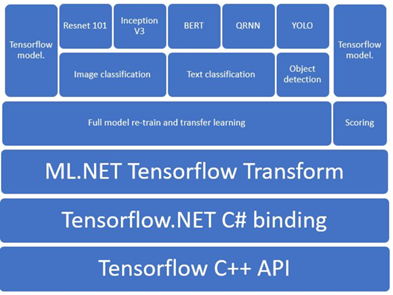 Tensorflow
model.
Resnet 101
Inception
V3
BERT
QRNN
YOLO
Tensorflow
model.
Image classification
Text classification
Object
detection
Full model re-train and transfer learning
Scoring
ML.NET Tensorflow Transform
Tensorflow.NET C# binding
Tensorflow C++ API